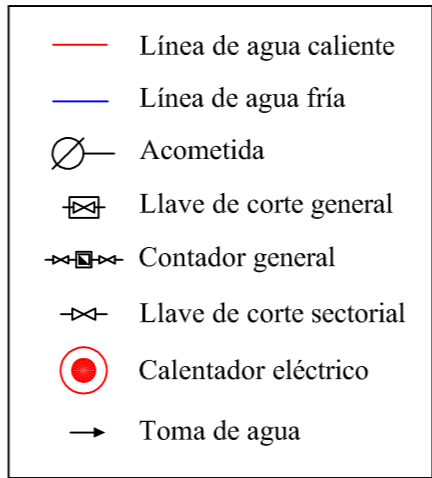 Línea de agua caliente
Línea de agua fría
Acometida
Llave de corte general
Contador general
Llave de corte sectorial
Calentador eléctrico
Toma de agua